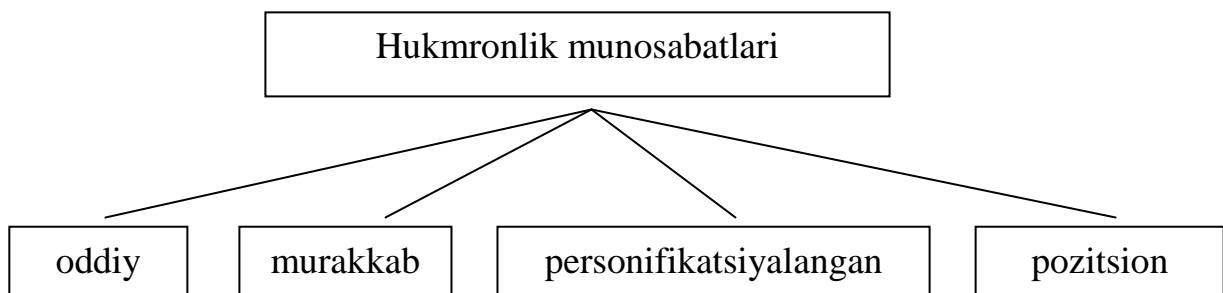 Hukmronlik munosabatlari
oddiy
murakkab
personifikatsiyalangan
pozitsion